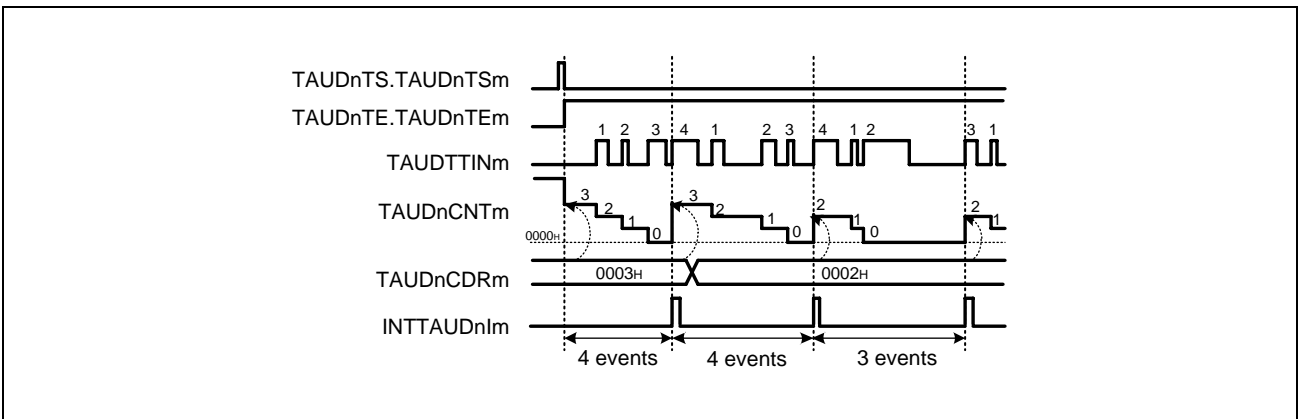 TAUDnTS.TAUDnTSm
TAUDnTE.TAUDnTEm
1 2 3 4 1 2 3 4 1 2 3 1
TAUDTTINm
TAUDnCNTm
3 2 1 0 3 2 1 0 2 1 0 2 1
0000H
TAUDnCDRm
0003H 0002H
INTTAUDnIm
4 events 4 events 3 events